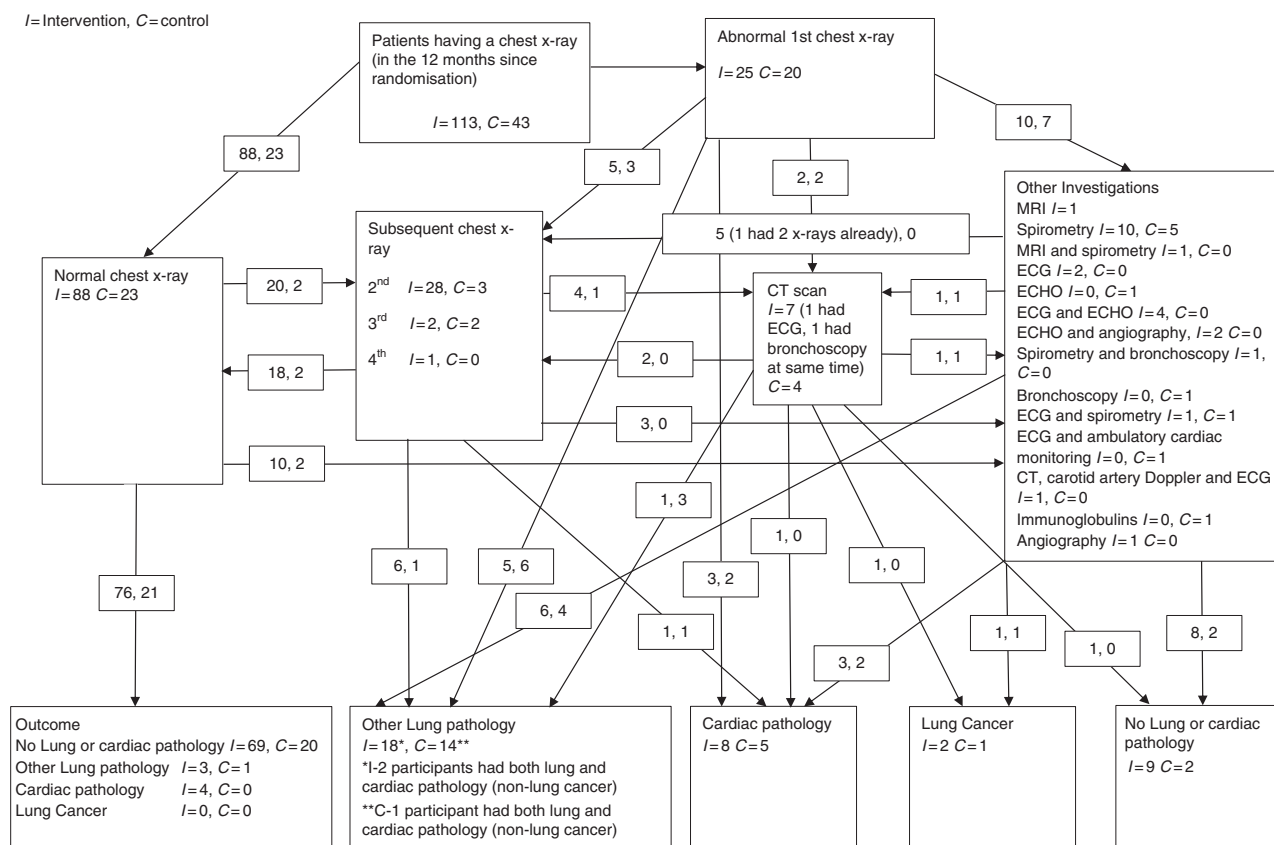 I=Intervention, C=control
Patients having a chest x-ray
(in the 12 months since
randomisation)
I=113, C=43
Abnormal 1st chest x-ray
I=25 C=20
88, 23
5, 3
2, 2
10, 7
Normal chest x-ray
I=88 C=23
20, 2
18, 2
10, 2
Subsequent chest x-
ray
2nd I=28, C=3
3rd I=2, C=2
4th I=1, C=0
5 (1 had 2 x-rays already), 0
4, 1
2, 0
3, 0
CT scan
I=7 (1 had
ECG, 1 had
bronchoscopy
at same time)
C=4
1, 1
1, 1
Other Investigations
MRI I=1
Spirometry I=10, C=5
MRI and spirometry I=1, C=0
ECG I=2, C=0
ECHO I=0, C=1
ECG and ECHO I=4, C=0
ECHO and angiography, I=2 C=0
Spirometry and bronchoscopy I=1,
C=0
Bronchoscopy I=0, C=1
ECG and spirometry I=1, C=1
ECG and ambulatory cardiac
monitoring I=0, C=1
CT, carotid artery Doppler and ECG
I=1, C=0
Immunoglobulins I=0, C=1
Angiography I=1 C=0
76, 21
6, 1
5, 6
1, 3
6, 4
1, 1
3, 2
1, 0
1, 0
3, 2
1, 1
1, 0
8, 2
Outcome
No Lung or cardiac pathology I=69, C=20
Other Lung pathology I=3, C=1
Cardiac pathology I=4, C=0
Lung Cancer I=0, C=0
Other Lung pathology
I=18*, C=14**
*I-2 participants had both lung and
cardiac pathology (non-lung cancer)
**C-1 participant had both lung and
cardiac pathology (non-lung cancer)
Cardiac pathology
I=8 C=5
Lung Cancer
I=2 C=1
No Lung or cardiac
pathology
I=9 C=2